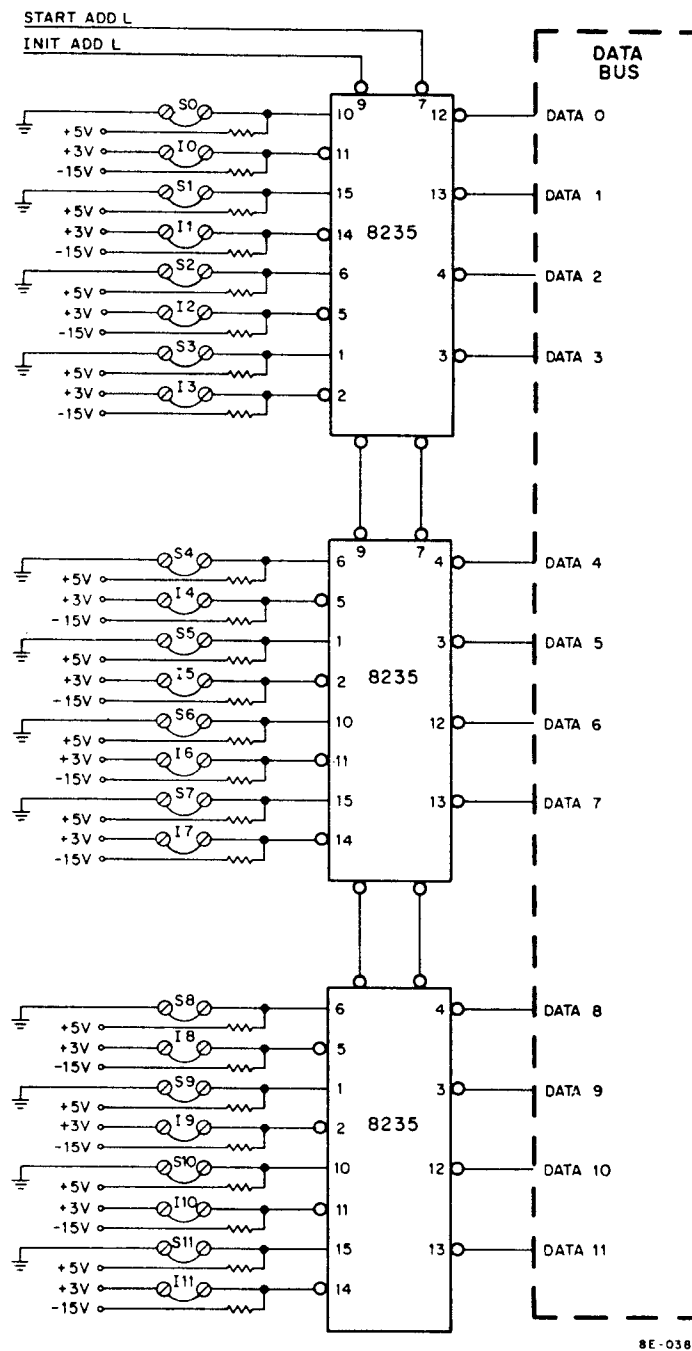 START ADD L
INIT ADD L
DATA BUS
9 7
S0 10 12 DATA 0
+5V
+3V I0 11
-15V
S1 15 13 DATA 1
+5V
+3V I1 14 8235
-15V
S2 6 4 DATA 2
+5V
+3V I2 5
-15V
S3 1 3 DATA 3
+5V
+3V I3 2
-15V
9 7
S4 6 4 DATA 4
+5V
+3V I4 5
-15V
S5 1 3 DATA 5
+5V
+3V I5 2 8235
-15V
S6 10 12 DATA 6
+5V
+3V I6 11
-15V
S7 15 13 DATA 7
+5V
+3V I7 14
-15V
S8 6 4 DATA 8
+5V
+3V I8 5
-15V
S9 1 3 DATA 9
+5V
+3V I9 2 8235
-15V
S10 10 12 DATA 10
+5V
+3V I10 11
-15V
S11 15 13 DATA 11
+5V
+3V I11 14
-15V
8E-038